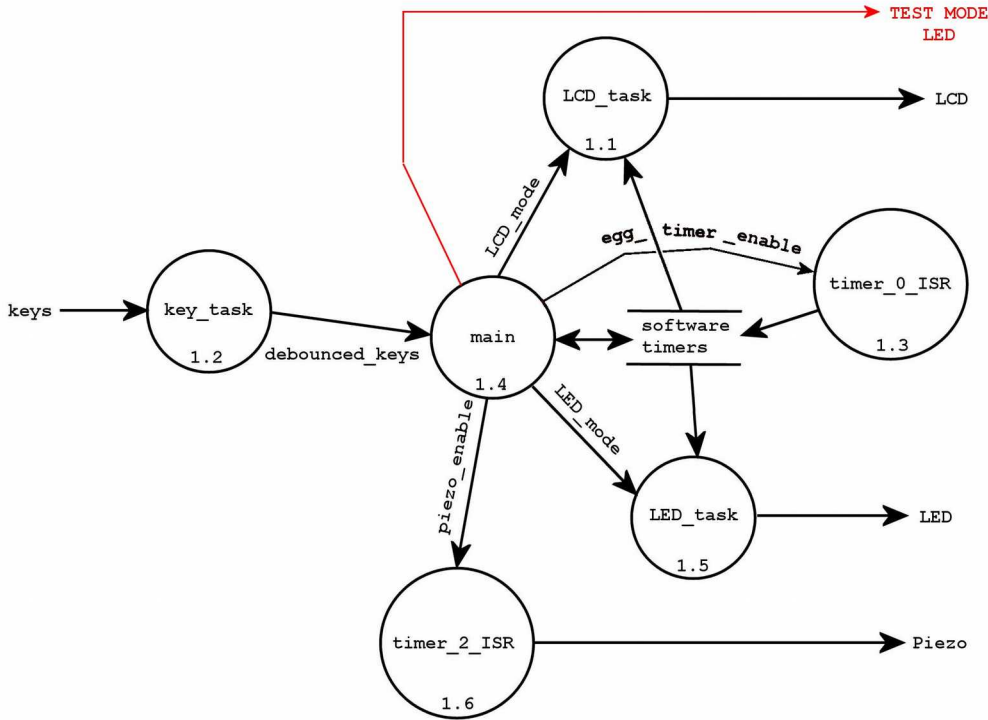 TEST MODE
LED
LCD_task
1.1
LCD
LCD_mode
egg_ timer _enable
timer_0_ISR
1.3
keys
key_task
1.2
debounced_keys
main
1.4
software
timers
piezo_enable
LED_mode
LED_task
1.5
LED
timer_2_ISR
1.6
Piezo